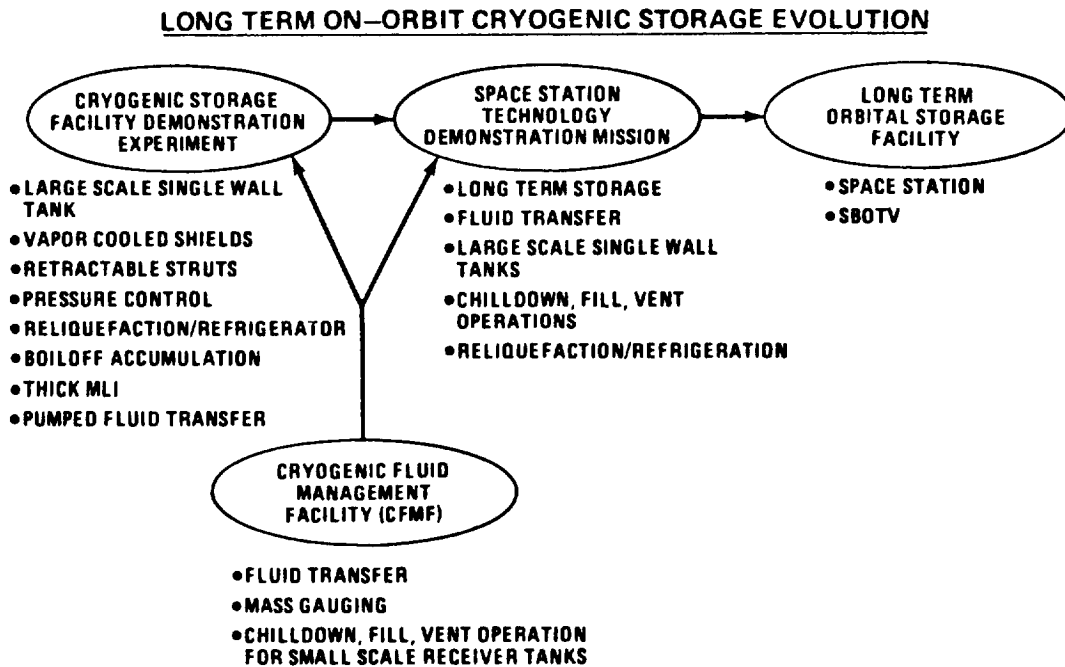 LONG TERM ON—ORBIT CRYOGENIC STORAGE EVOLUTION
CRYOGENIC STORAGE
FACILITY DEMONSTRATION
EXPERIMENT
•LARGE SCALE SINGLE WALL
TANK
•VAPOR COOLED SHIELDS
•RETRACTABLE STRUTS
•PRESSURE CONTROL
•RELIQUEFACTION/REFRIGERATOR
•BOILOFF ACCUMULATION
•THICK MLI
•PUMPED FLUID TRANSFER
SPACE STATION
TECHNOLOGY
DEMONSTRATION MISSION
•LONG TERM STORAGE
•FLUID TRANSFER
•LARGE SCALE SINGLE WALL
TANKS
•CHILLDOWN, FILL, VENT
OPERATIONS
•RELIQUEFACTION/REFRIGERATION
LONG TERM
ORBITAL STORAGE
FACILITY
•SPACE STATION
•SBOTV
CRYOGENIC FLUID
MANAGEMENT
FACILITY (CFMF)
•FLUID TRANSFER
•MASS GAUGING
•CHILLDOWN, FILL, VENT OPERATION
FOR SMALL SCALE RECEIVER TANKS